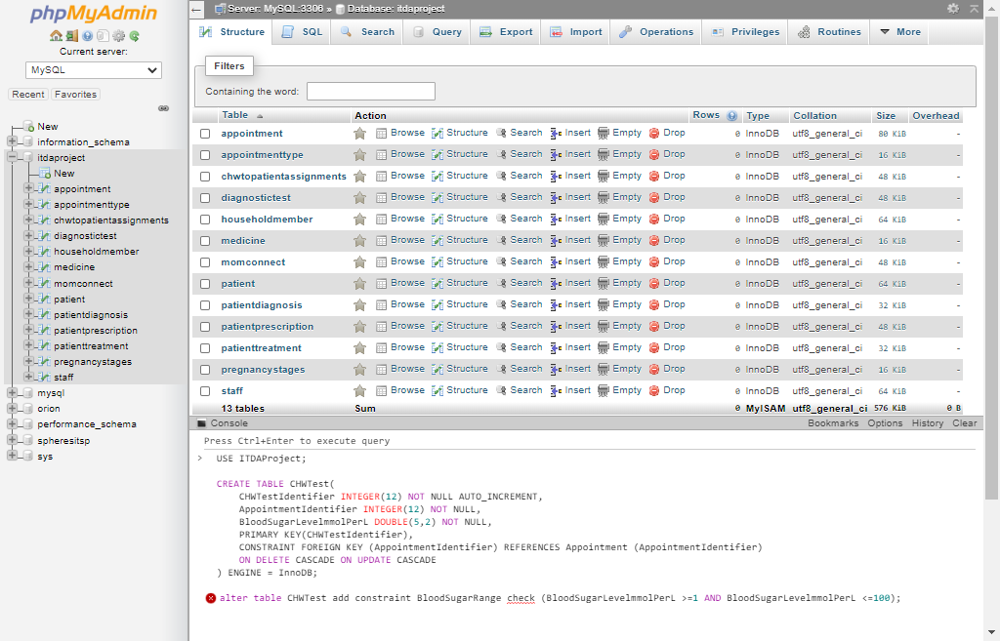 phpMyAdmin
Current server:
MySQL
Recent Favorites
New
information_schema
itdaproject
New
appointment
appointmenttype
chwtopatientassignments
diagnostictest
householdmember
medicine
momconnect
patient
patientdiagnosis
patientprescription
patienttreatment
pregnancystages
staff
mysql
orion
performance_schema
spheresitsp
sys
Server: MySQL:3306 » Database: itdaproject
Structure SQL Search Query Export Import Operations Privileges Routines More
Filters
Containing the word:
Table Action Rows Type Collation Size Overhead
appointment Browse Structure Search Insert Empty Drop 0 InnoDB utf8_general_ci 80 KiB -
appointmenttype Browse Structure Search Insert Empty Drop 0 InnoDB utf8_general_ci 16 KiB -
chwtopatientassignments Browse Structure Search Insert Empty Drop 0 InnoDB utf8_general_ci 48 KiB -
diagnostictest Browse Structure Search Insert Empty Drop 0 InnoDB utf8_general_ci 48 KiB -
householdmember Browse Structure Search Insert Empty Drop 0 InnoDB utf8_general_ci 64 KiB -
medicine Browse Structure Search Insert Empty Drop 0 InnoDB utf8_general_ci 16 KiB -
momconnect Browse Structure Search Insert Empty Drop 0 InnoDB utf8_general_ci 48 KiB -
patient Browse Structure Search Insert Empty Drop 0 InnoDB utf8_general_ci 64 KiB -
patientdiagnosis Browse Structure Search Insert Empty Drop 0 InnoDB utf8_general_ci 32 KiB -
patientprescription Browse Structure Search Insert Empty Drop 0 InnoDB utf8_general_ci 48 KiB -
patienttreatment Browse Structure Search Insert Empty Drop 0 InnoDB utf8_general_ci 32 KiB -
pregnancystages Browse Structure Search Insert Empty Drop 0 InnoDB utf8_general_ci 16 KiB -
staff Browse Structure Search Insert Empty Drop 0 InnoDB utf8_general_ci 64 KiB -
13 tables Sum 0 MyISAM utf8_general_ci 576 KiB 0 B
Console Bookmarks Options History Clear
Press Ctrl+Enter to execute query
> USE ITDAProject;
CREATE TABLE CHWTest(
CHWTestIdentifier INTEGER(12) NOT NULL AUTO_INCREMENT,
AppointmentIdentifier INTEGER(12) NOT NULL,
BloodSugarLevelmmolPerL DOUBLE(5,2) NOT NULL,
PRIMARY KEY(CHWTestIdentifier),
CONSTRAINT FOREIGN KEY (AppointmentIdentifier) REFERENCES Appointment (AppointmentIdentifier)
ON DELETE CASCADE ON UPDATE CASCADE
) ENGINE = InnoDB;
alter table CHWTest add constraint BloodSugarRange check (BloodSugarLevelmmolPerL >=1 AND BloodSugarLevelmmolPerL <=100);